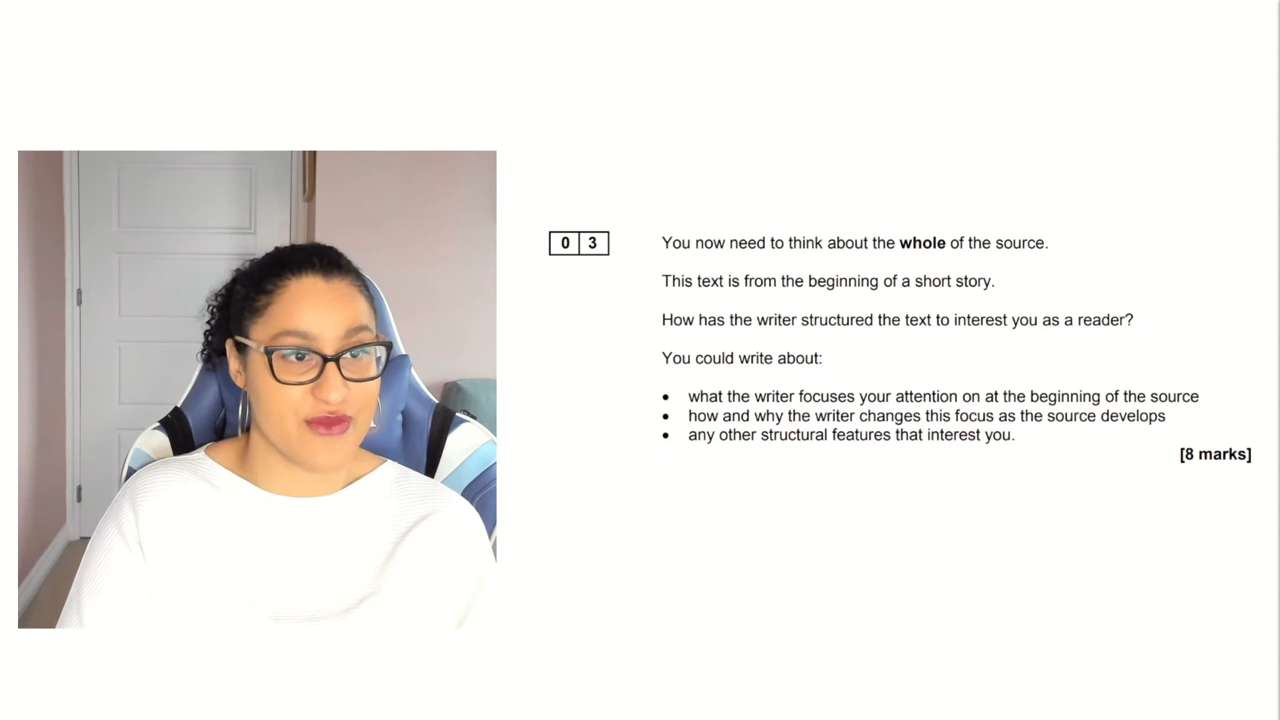 0 3 You now need to think about the whole of the source.
This text is from the beginning of a short story.
How has the writer structured the text to interest you as a reader?
You could write about:
• what the writer focuses your attention on at the beginning of the source
• how and why the writer changes this focus as the source develops
• any other structural features that interest you.
[8 marks]